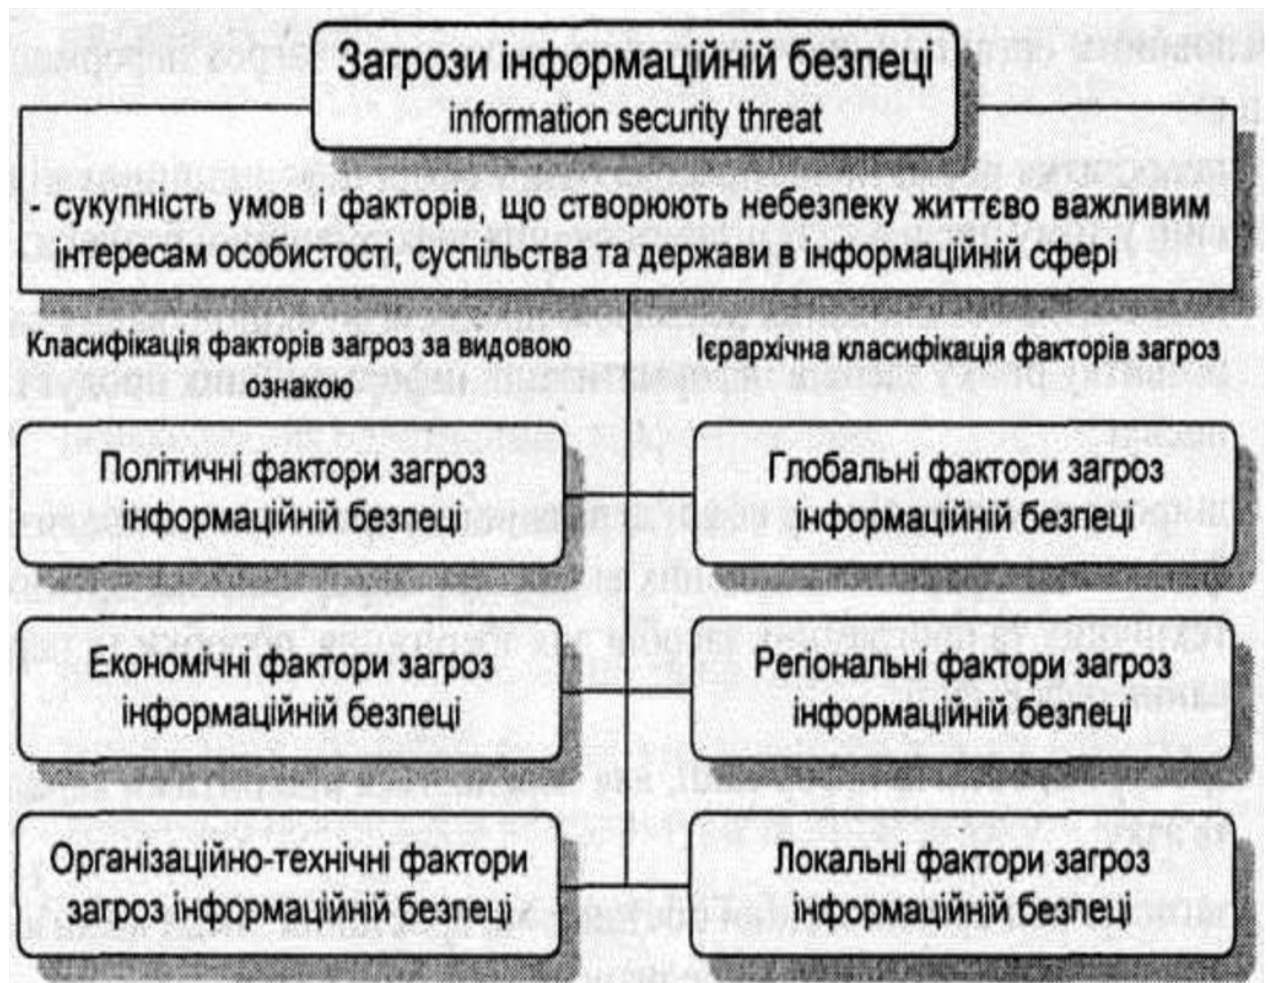 Загрози інформаційній безпеці
information security threat
- сукупність умов і факторів, що створюють небезпеку життєво важливим
інтересам особистості, суспільства та держави в інформаційній сфері
Класифікація факторів загроз за видовою
ознакою
Ієрархічна класифікація факторів загроз
Політичні фактори загроз
інформаційній безпеці
Глобальні фактори загроз
інформаційній безпеці
Економічні фактори загроз
інформаційній безпеці
Регіональні фактори загроз
інформаційній безпеці
Організаційно-технічні фактори
загроз інформаційній безпеці
Локальні фактори загроз
інформаційній безпеці